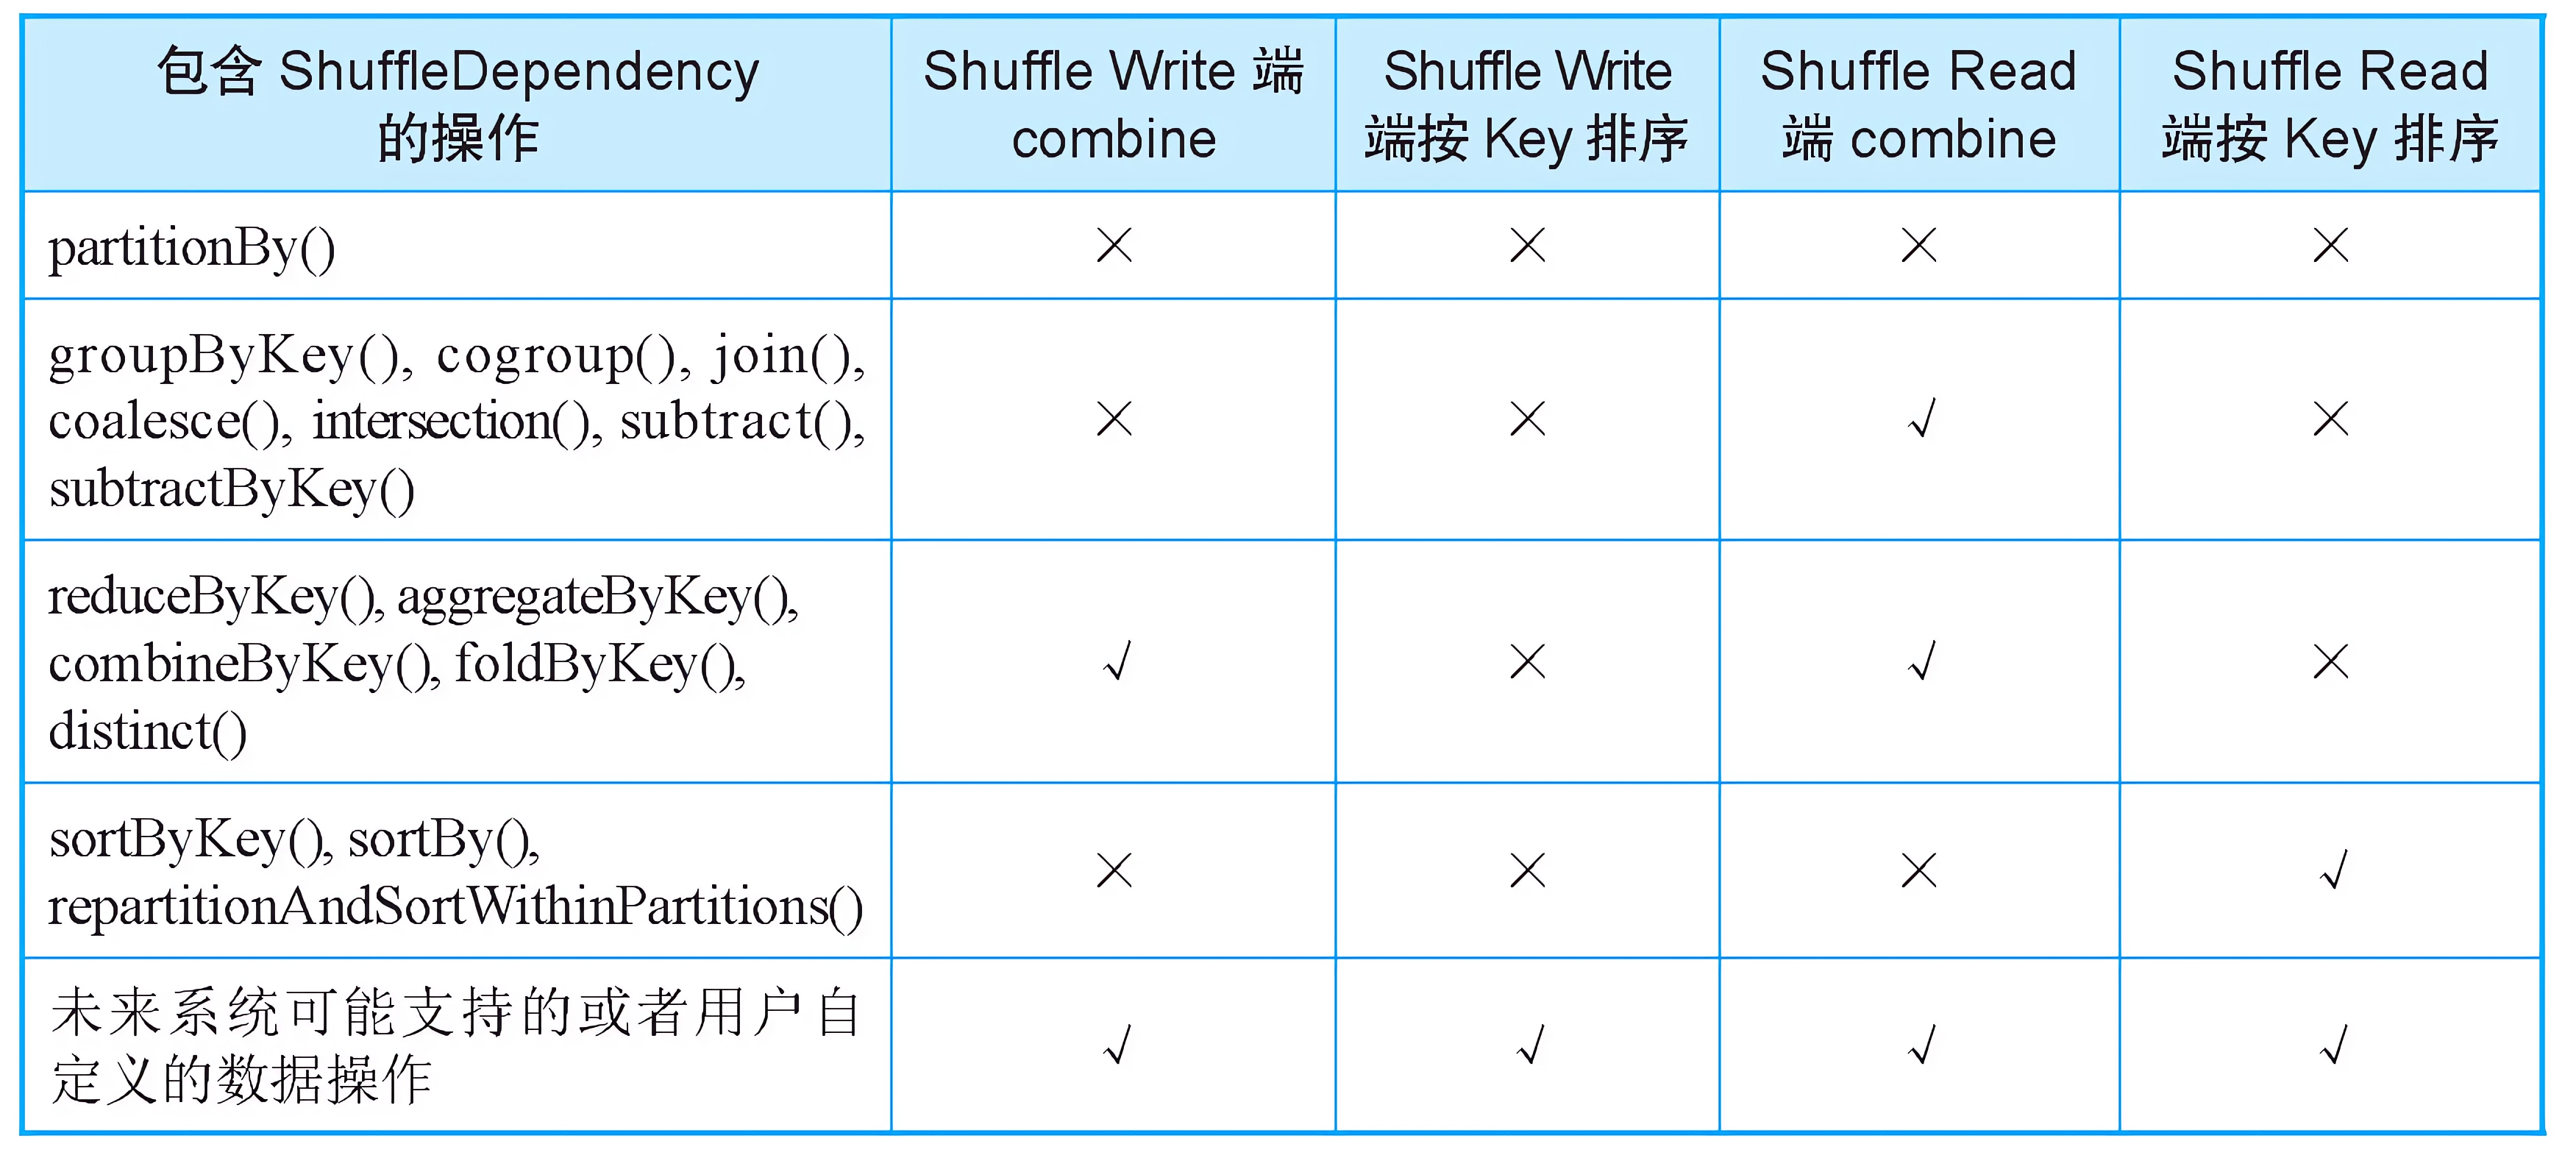 包含 ShuffleDependency
的操作
Shuffle Write 端
combine
Shuffle Write
端按 Key 排序
Shuffle Read
端 combine
Shuffle Read
端按 Key 排序
partitionBy()
×
×
×
×
groupByKey(), cogroup(), join(),
coalesce(), intersection(), subtract(),
subtractByKey()
×
×
√
×
reduceByKey(), aggregateByKey(),
combineByKey(), foldByKey(),
distinct()
√
×
√
×
sortByKey(), sortBy(),
repartitionAndSortWithinPartitions()
×
×
×
√
未来系统可能支持的或者用户自
定义的数据操作
√
√
√
√